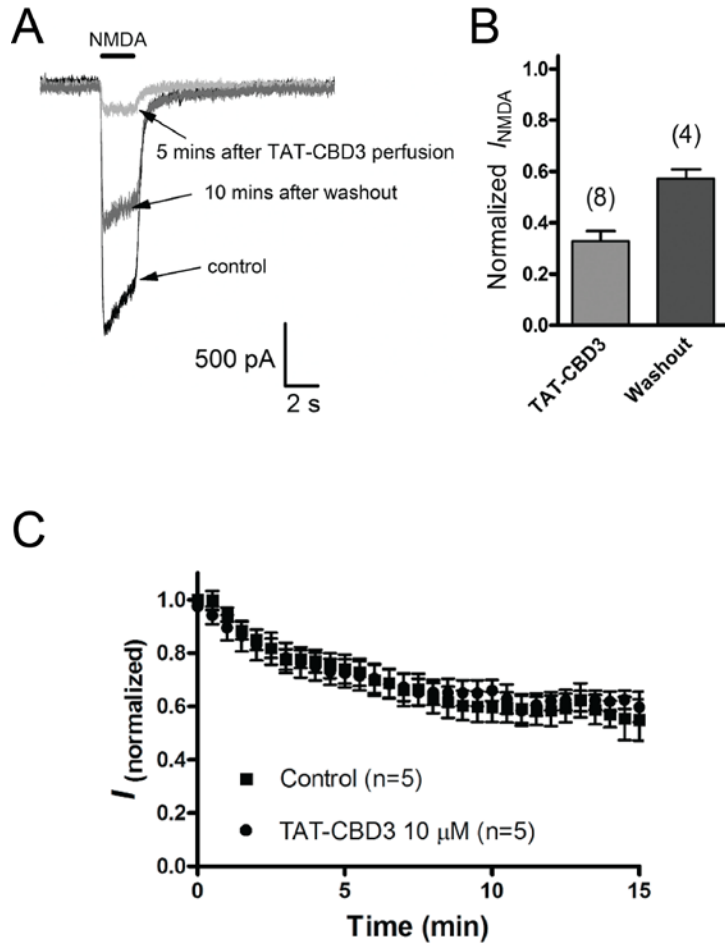 A
NMDA
5 mins after TAT-CBD3 perfusion
10 mins after washout
control
500 pA
2 s
B
Normalized I NMDA
1.0
0.8
0.6
0.4
0.2
0.0
(8)
(4)
TAT-CBD3
Washout
C
I (normalized)
1.0
0.8
0.6
0.4
0.2
0.0
Control (n=5)
TAT-CBD3 10 μM (n=5)
0
5
10
15
Time (min)